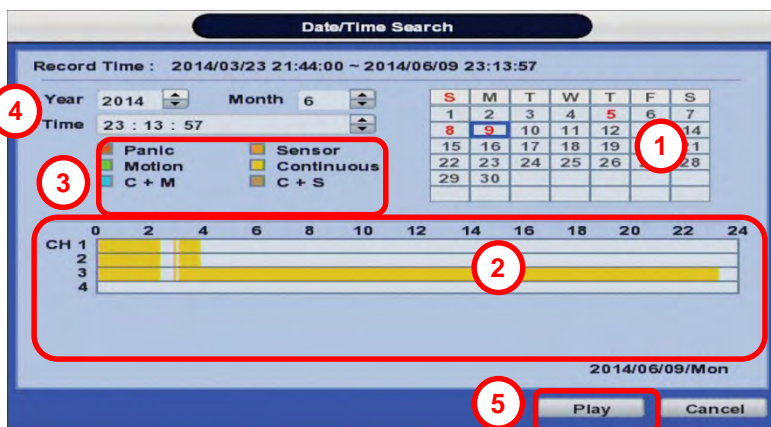 Date/Time Search
Record Time : 2014/03/23 21:44:00 ~ 2014/06/09 23:13:57
4
Year 2014 Month 6
Time 23 : 13 : 57
S M T W T F S
1 2 3 4 5 6 7
8 9 10 11 12 14
15 16 17 18 19
22 23 24 25 26 28
29 30
1
3
Panic Sensor
Motion Continuous
C + M C + S
0 2 4 6 8 10 12 14 16 18 20 22 24
CH 1
2
3
4
2
2014/06/09/Mon
5
Play Cancel